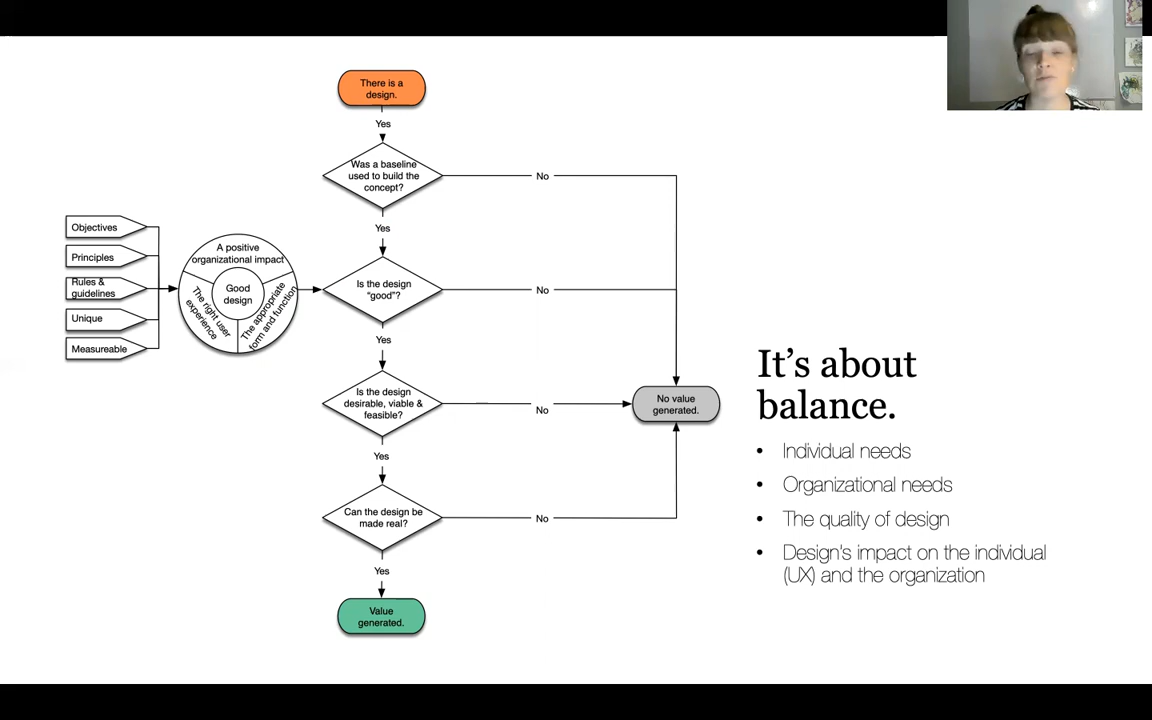 There is a
design.
Yes
Was a baseline
used to build the
concept?
No
Yes
Objectives
Principles
Rules &
guidelines
Unique
Measureable
A positive
organizational impact
Good
design
The right user
experience
The appropriate
form and function
Is the design
“good”?
No
Yes
Is the design
desirable, viable &
feasible?
No
No value
generated.
Yes
Can the design be
made real?
No
Yes
Value
generated.
It’s about
balance.
• Individual needs
• Organizational needs
• The quality of design
• Design's impact on the individual
(UX) and the organization